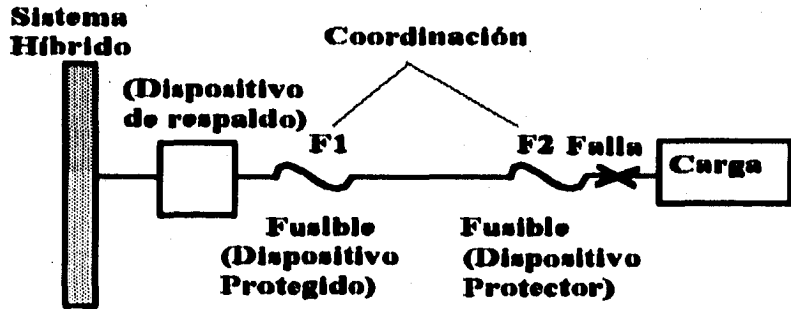 Sistema
Híbrido
Coordinación
(Dispositivo
de respaldo)
F1
F2 Falla
Carga
Fusible
(Dispositivo
Protegido)
Fusible
(Dispositivo
Protector)